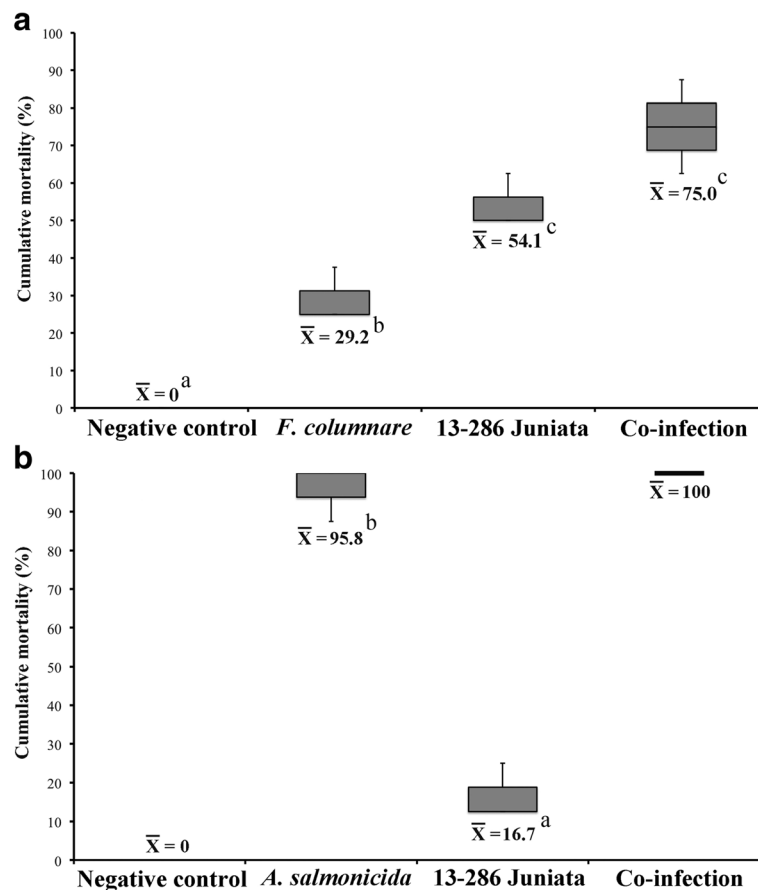 a
Cumulative mortality (%)
100
90
80
70
60
50
40
30
20
10
0
X̅ = 0 a
X̅ = 29.2 b
X̅ = 54.1 c
X̅ = 75.0 c
Negative control F. columnare 13-286 Juniata Co-infection
b
Cumulative mortality (%)
100
90
80
70
60
50
40
30
20
10
0
X̅ = 0
X̅ = 95.8 b
X̅ =16.7 a
X̅ = 100
Negative control A. salmonicida 13-286 Juniata Co-infection